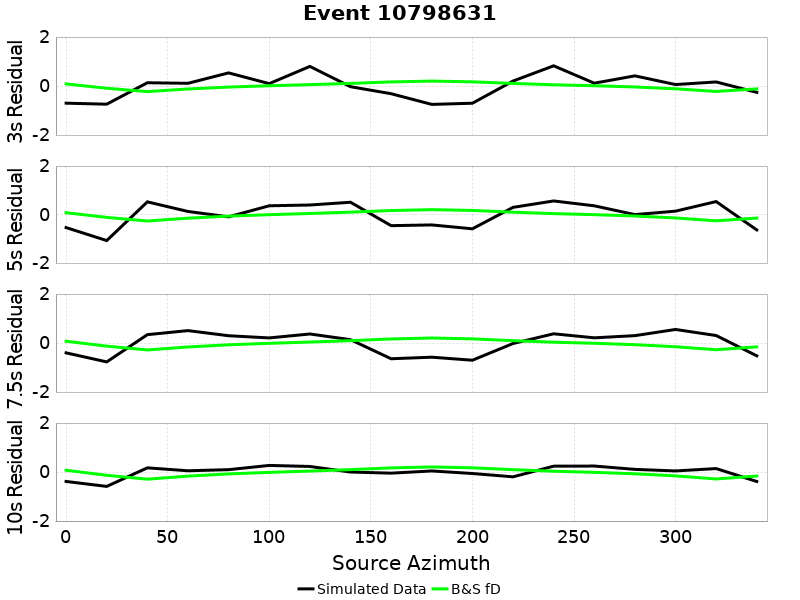 Event 10798631
3s Residual
2
0
-2
5s Residual
2
0
-2
7.5s Residual
2
0
-2
10s Residual
2
0
-2
0 50 100 150 200 250 300
Source Azimuth
Simulated Data B&S fD